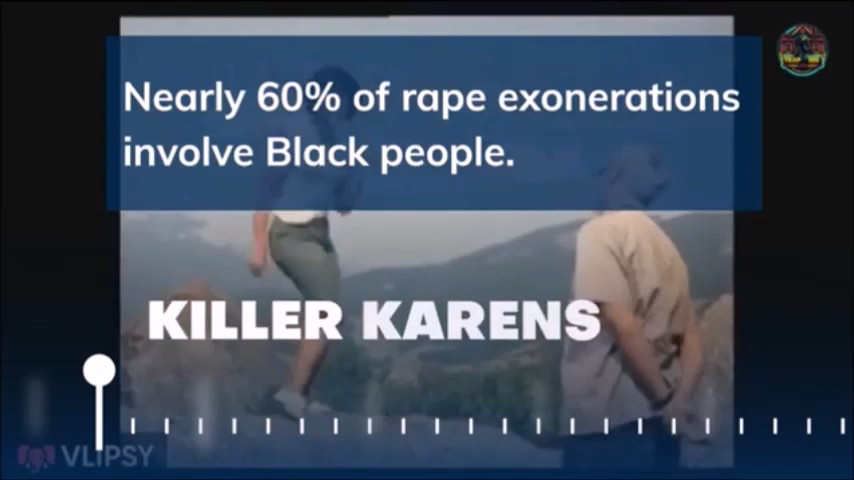 Nearly 60% of rape exonerations
involve Black people.
KILLER KARENS
VLIPSY